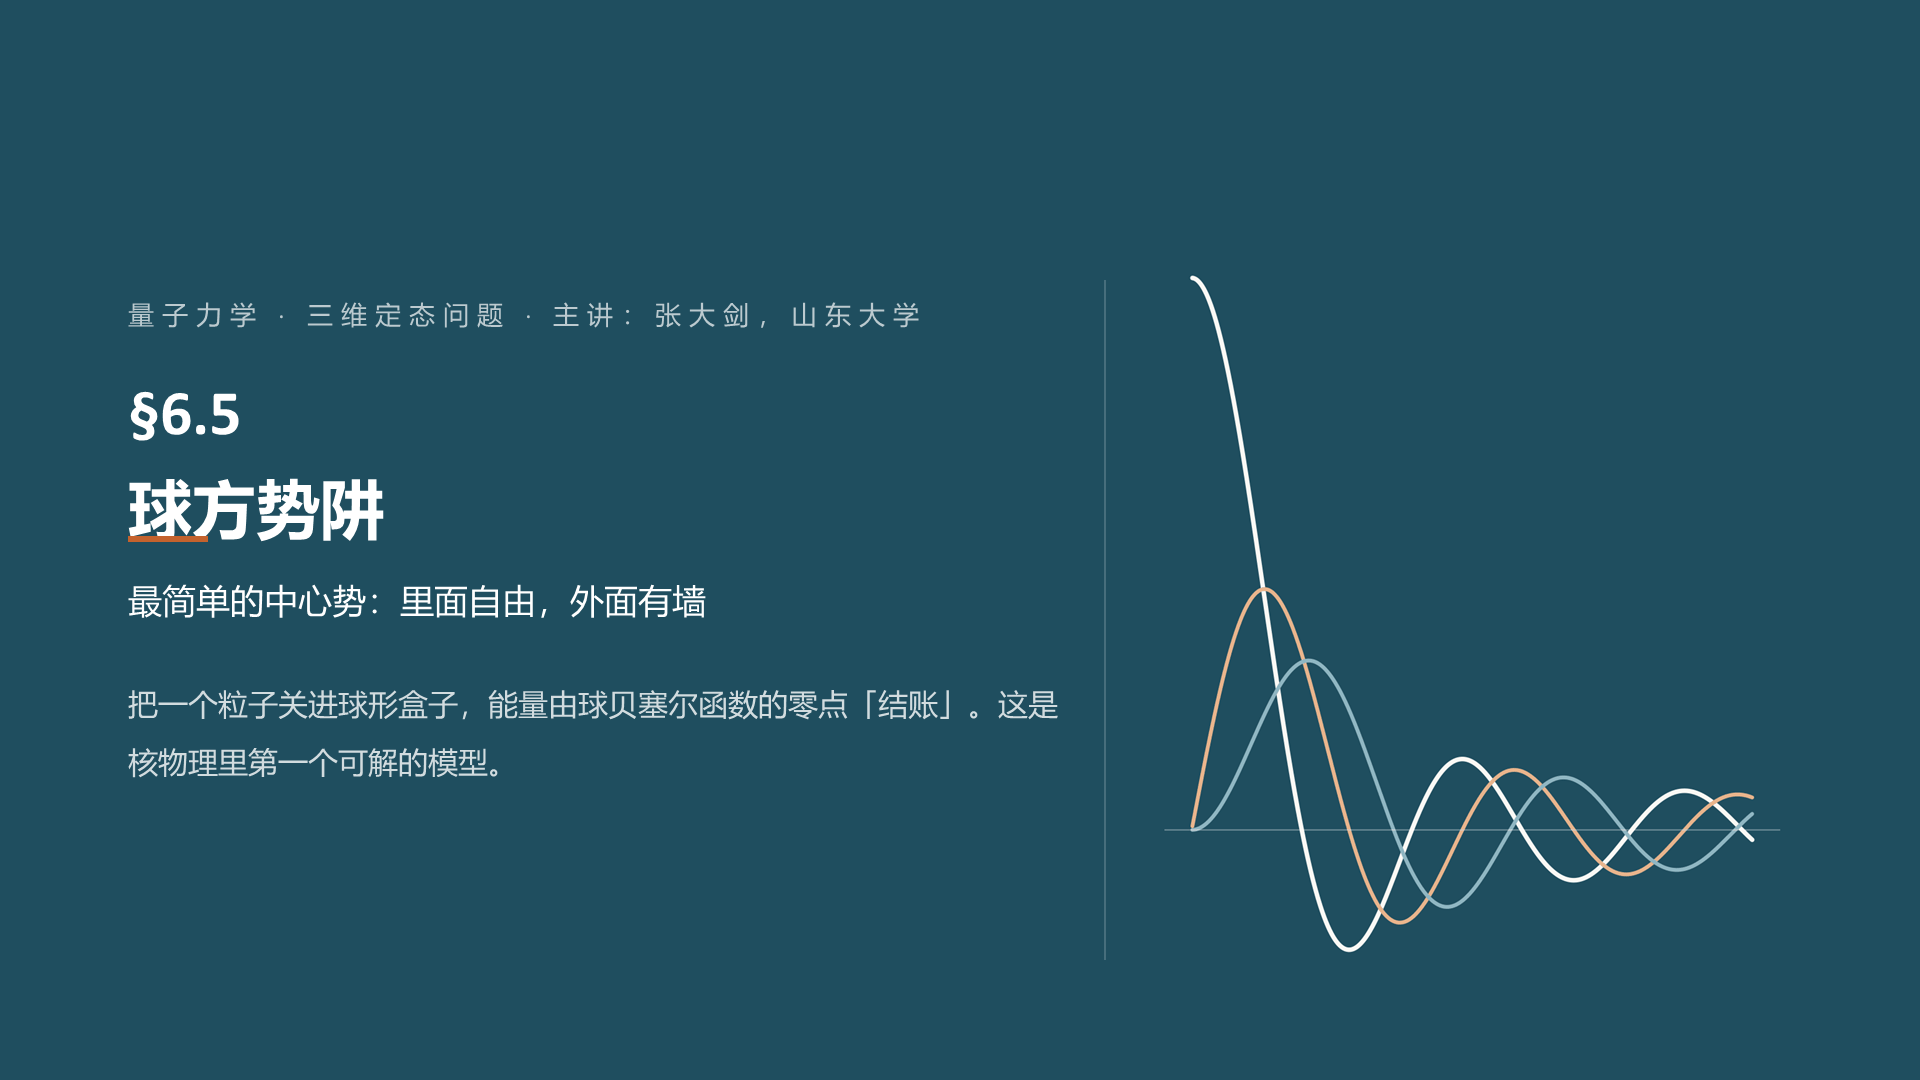 量子力学 · 三维定态问题 · 主讲：张大剑，山东大学
§6.5
球方势阱
最简单的中心势：里面自由，外面有墙
把一个粒子关进球形盒子，能量由球贝塞尔函数的零点「结账」。这是
核物理里第一个可解的模型。